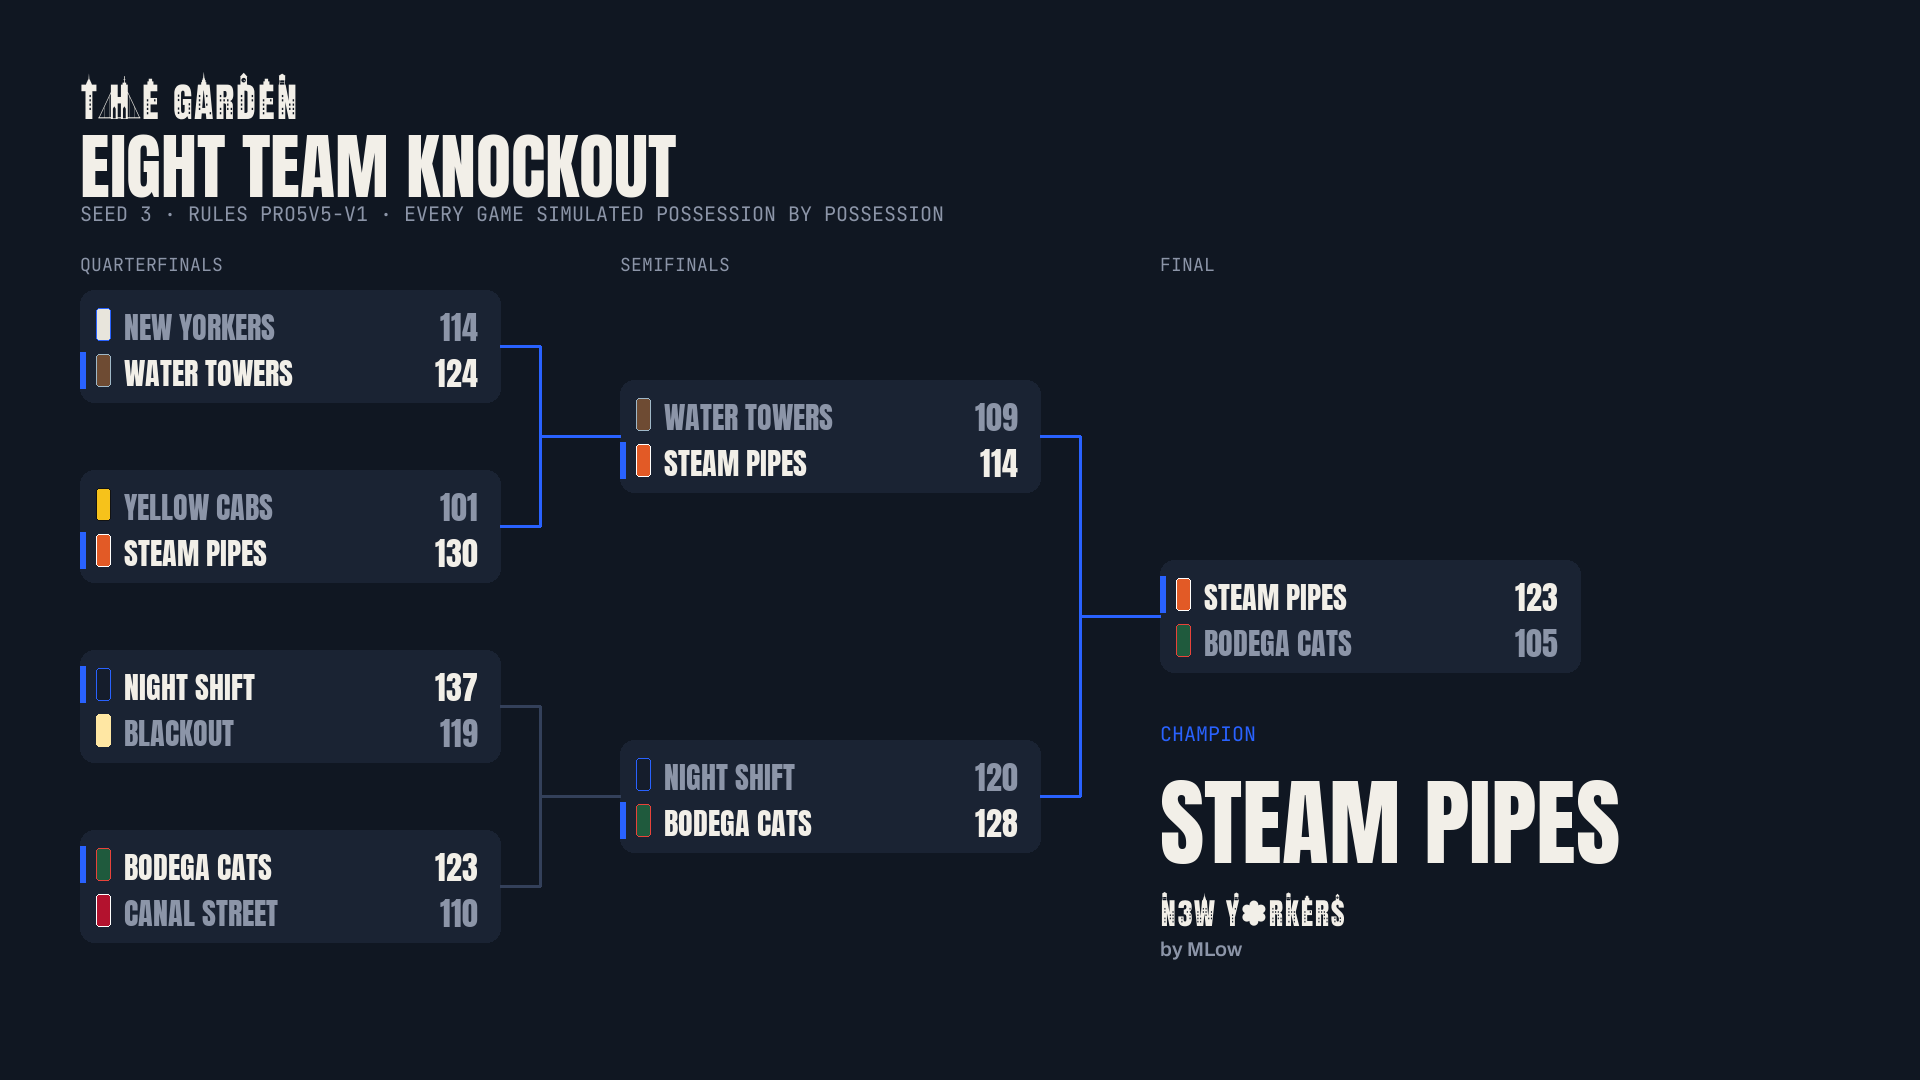 THE GARDEN
EIGHT TEAM KNOCKOUT
SEED 3 · RULES PRO5V5-V1 · EVERY GAME SIMULATED POSSESSION BY POSSESSION
QUARTERFINALS
NEW YORKERS 114
WATER TOWERS 124
YELLOW CABS 101
STEAM PIPES 130
NIGHT SHIFT 137
BLACKOUT 119
BODEGA CATS 123
CANAL STREET 110
SEMIFINALS
WATER TOWERS 109
STEAM PIPES 114
NIGHT SHIFT 120
BODEGA CATS 128
FINAL
STEAM PIPES 123
BODEGA CATS 105
CHAMPION
STEAM PIPES
N3W Y●RKERS
by MLow